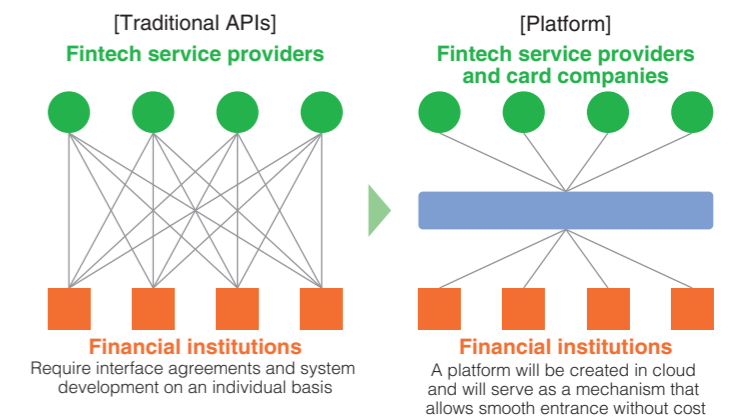 [Traditional APIs]
Fintech service providers
Financial institutions
Require interface agreements and system
development on an individual basis
[Platform]
Fintech service providers
and card companies
Financial institutions
A platform will be created in cloud
and will serve as a mechanism that
allows smooth entrance without cost